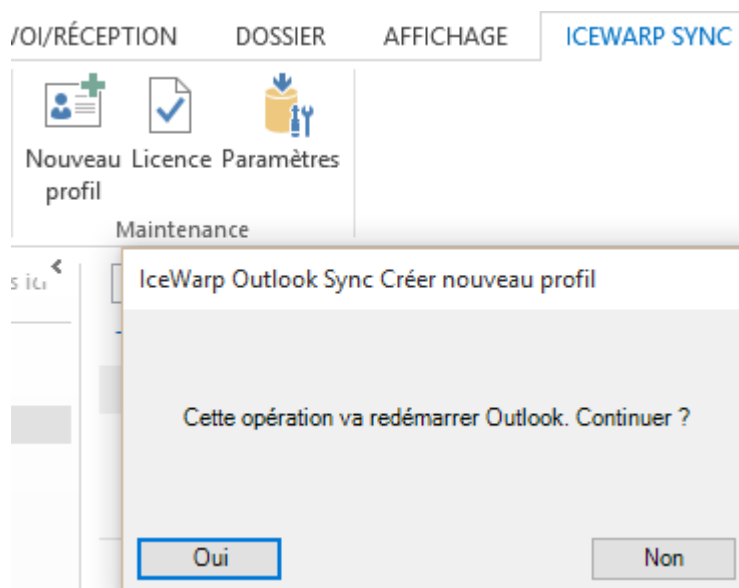 /OI/RÉCEPTION DOSSIER AFFICHAGE ICEWARP SYNC
Nouveau profil Licence Paramètres
Maintenance
s ici
IceWarp Outlook Sync Créer nouveau profil
Cette opération va redémarrer Outlook. Continuer ?
Oui Non